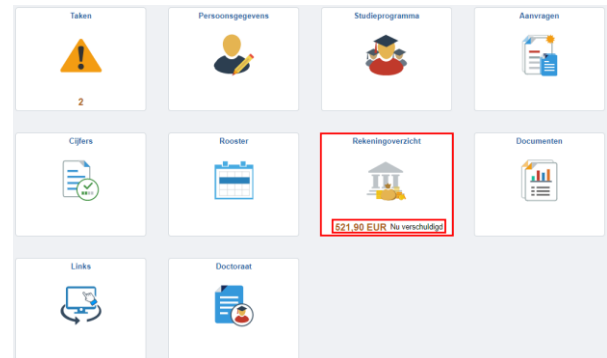 Taken
Persoonsgegevens
Studieprogramma
Aanvragen
2
Cijfers
Rooster
Rekeningoverzicht
Documenten
521,90 EUR Nu verschuldigd
Links
Doctoraat